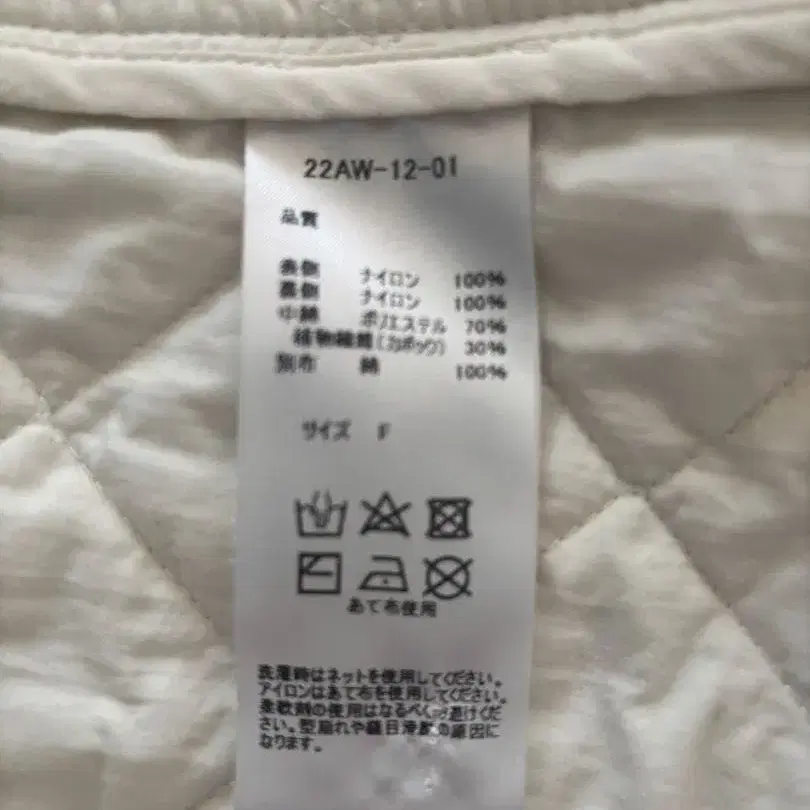 22AW-12-01
品質
表側 ナイロン 100%
裏側 ナイロン 100%
中綿 ポリエステル 70%
植物繊維(カポック) 30%
別布 綿 100%
サイズ F
あて布使用
洗濯時はネットを使用してください。
アイロンはあて布を使用してください。
柔軟剤の使用はなるべく避けくだ
さい。型崩れや縫目滑脱の原因に
なります。